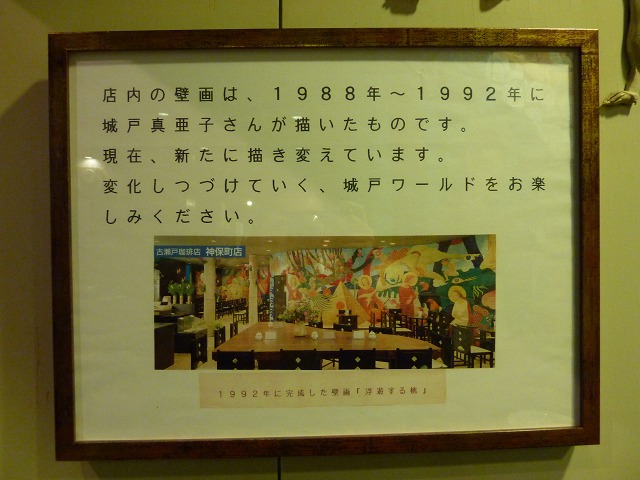 店内の壁画は、１９８８年～１９９２年に
城戸真亜子さんが描いたものです。
現在、新たに描き変えています。
変化しつづけていく、城戸ワールドをお楽
しみください。
古瀬戸珈琲店 神保町店
１９９２年に完成した壁画「浮遊する桃」